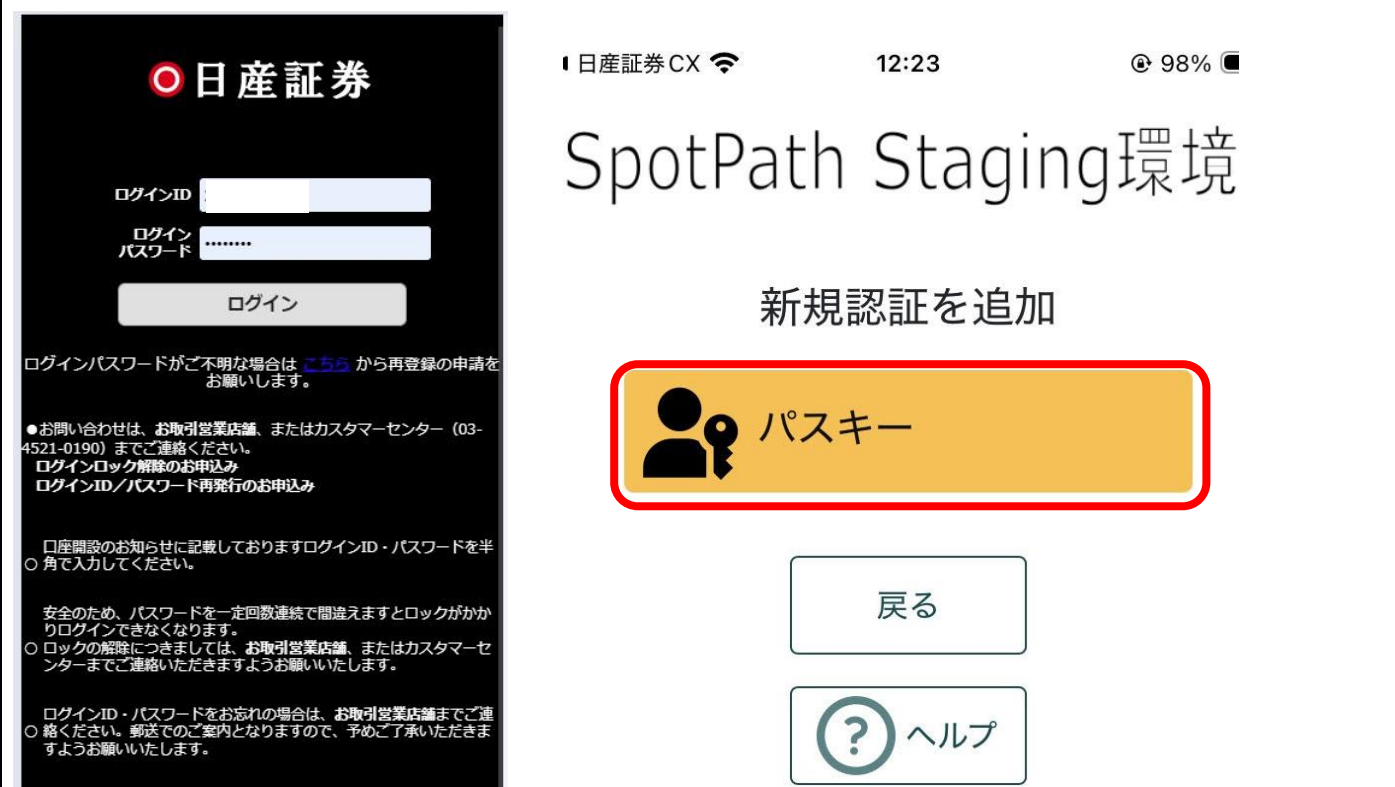 日産証券
ログインID
ログイン
パスワード
ログイン
ログインパスワードがご不明な場合は こちら から再登録の申請を
お願いします。
●お問い合わせは、お取引営業店舗、またはカスタマーセンター（03-
4521-0190）までご連絡ください。
ログインロック解除のお申込み
ログインID／パスワード再発行のお申込み
口座開設のお知らせに記載しておりますログインID・パスワードを半
○ 角で入力してください。
安全のため、パスワードを一定回数連続で間違えますとロックがかか
りログインできなくなります。
○ ロックの解除につきましては、お取引営業店舗、またはカスタマーセ
ンターまでご連絡いただきますようお願いいたします。
ログインID・パスワードをお忘れの場合は、お取引営業店舗までご連
○ 絡ください。郵送でのご案内となりますので、予めご了承いただきま
すようお願いいたします。
日産証券CX 12:23 98%
SpotPath Staging環境
新規認証を追加
パスキー
戻る
? ヘルプ